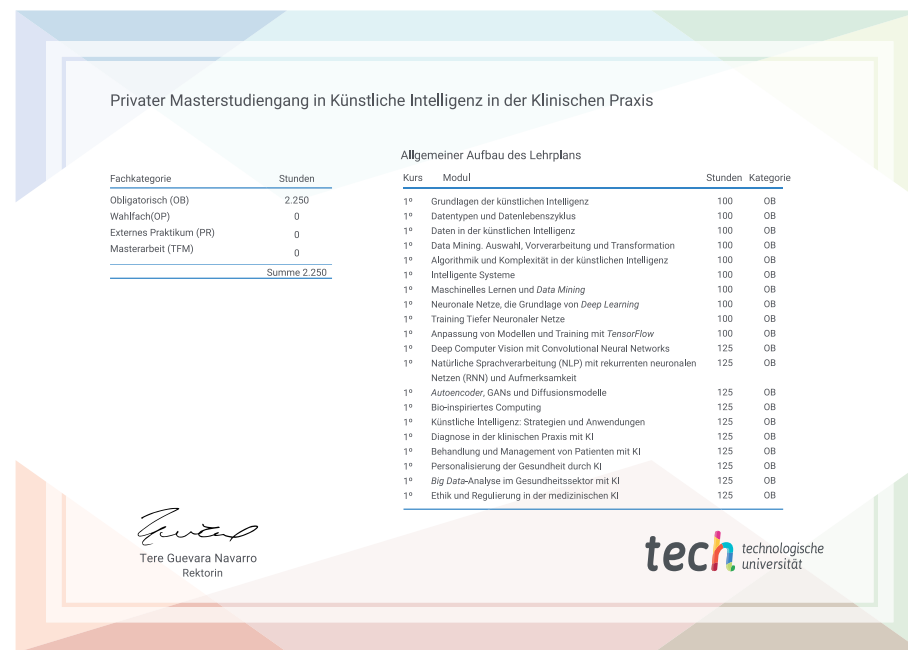 Privater Masterstudiengang in Künstliche Intelligenz in der Klinischen Praxis
Fachkategorie Stunden
Obligatorisch (OB) 2.250
Wahlfach(OP) 0
Externes Praktikum (PR) 0
Masterarbeit (TFM) 0
Summe 2.250
Allgemeiner Aufbau des Lehrplans
Kurs Modul Stunden Kategorie
1º Grundlagen der künstlichen Intelligenz 100 OB
1º Datentypen und Datenlebenszyklus 100 OB
1º Daten in der künstlichen Intelligenz 100 OB
1º Data Mining. Auswahl, Vorverarbeitung und Transformation 100 OB
1º Algorithmik und Komplexität in der künstlichen Intelligenz 100 OB
1º Intelligente Systeme 100 OB
1º Maschinelles Lernen und Data Mining 100 OB
1º Neuronale Netze, die Grundlage von Deep Learning 100 OB
1º Training Tiefer Neuronaler Netze 100 OB
1º Anpassung von Modellen und Training mit TensorFlow 100 OB
1º Deep Computer Vision mit Convolutional Neural Networks 125 OB
1º Natürliche Sprachverarbeitung (NLP) mit rekurrenten neuronalen 125 OB
Netzen (RNN) und Aufmerksamkeit
1º Autoencoder, GANs und Diffusionsmodelle 125 OB
1º Bio-inspiriertes Computing 125 OB
1º Künstliche Intelligenz: Strategien und Anwendungen 125 OB
1º Diagnose in der klinischen Praxis mit KI 125 OB
1º Behandlung und Management von Patienten mit KI 125 OB
1º Personalisierung der Gesundheit durch KI 125 OB
1º Big Data-Analyse im Gesundheitssektor mit KI 125 OB
1º Ethik und Regulierung in der medizinischen KI 125 OB
Tere Guevara Navarro
Rektorin
tech technologische
universität